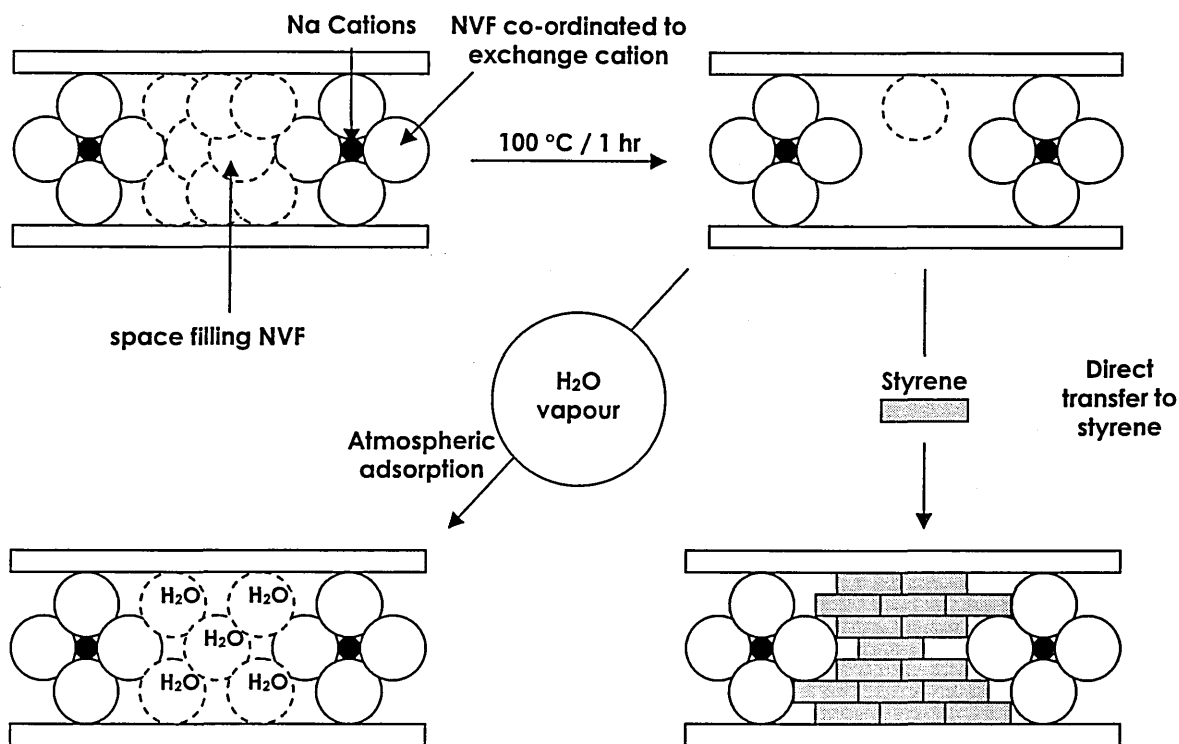 Na Cations
NVF co-ordinated to
exchange cation
100 °C / 1 hr
space filling NVF
H₂O
vapour
Atmospheric
adsorption
Styrene
Direct
transfer to
styrene
H₂O H₂O
H₂O
H₂O H₂O